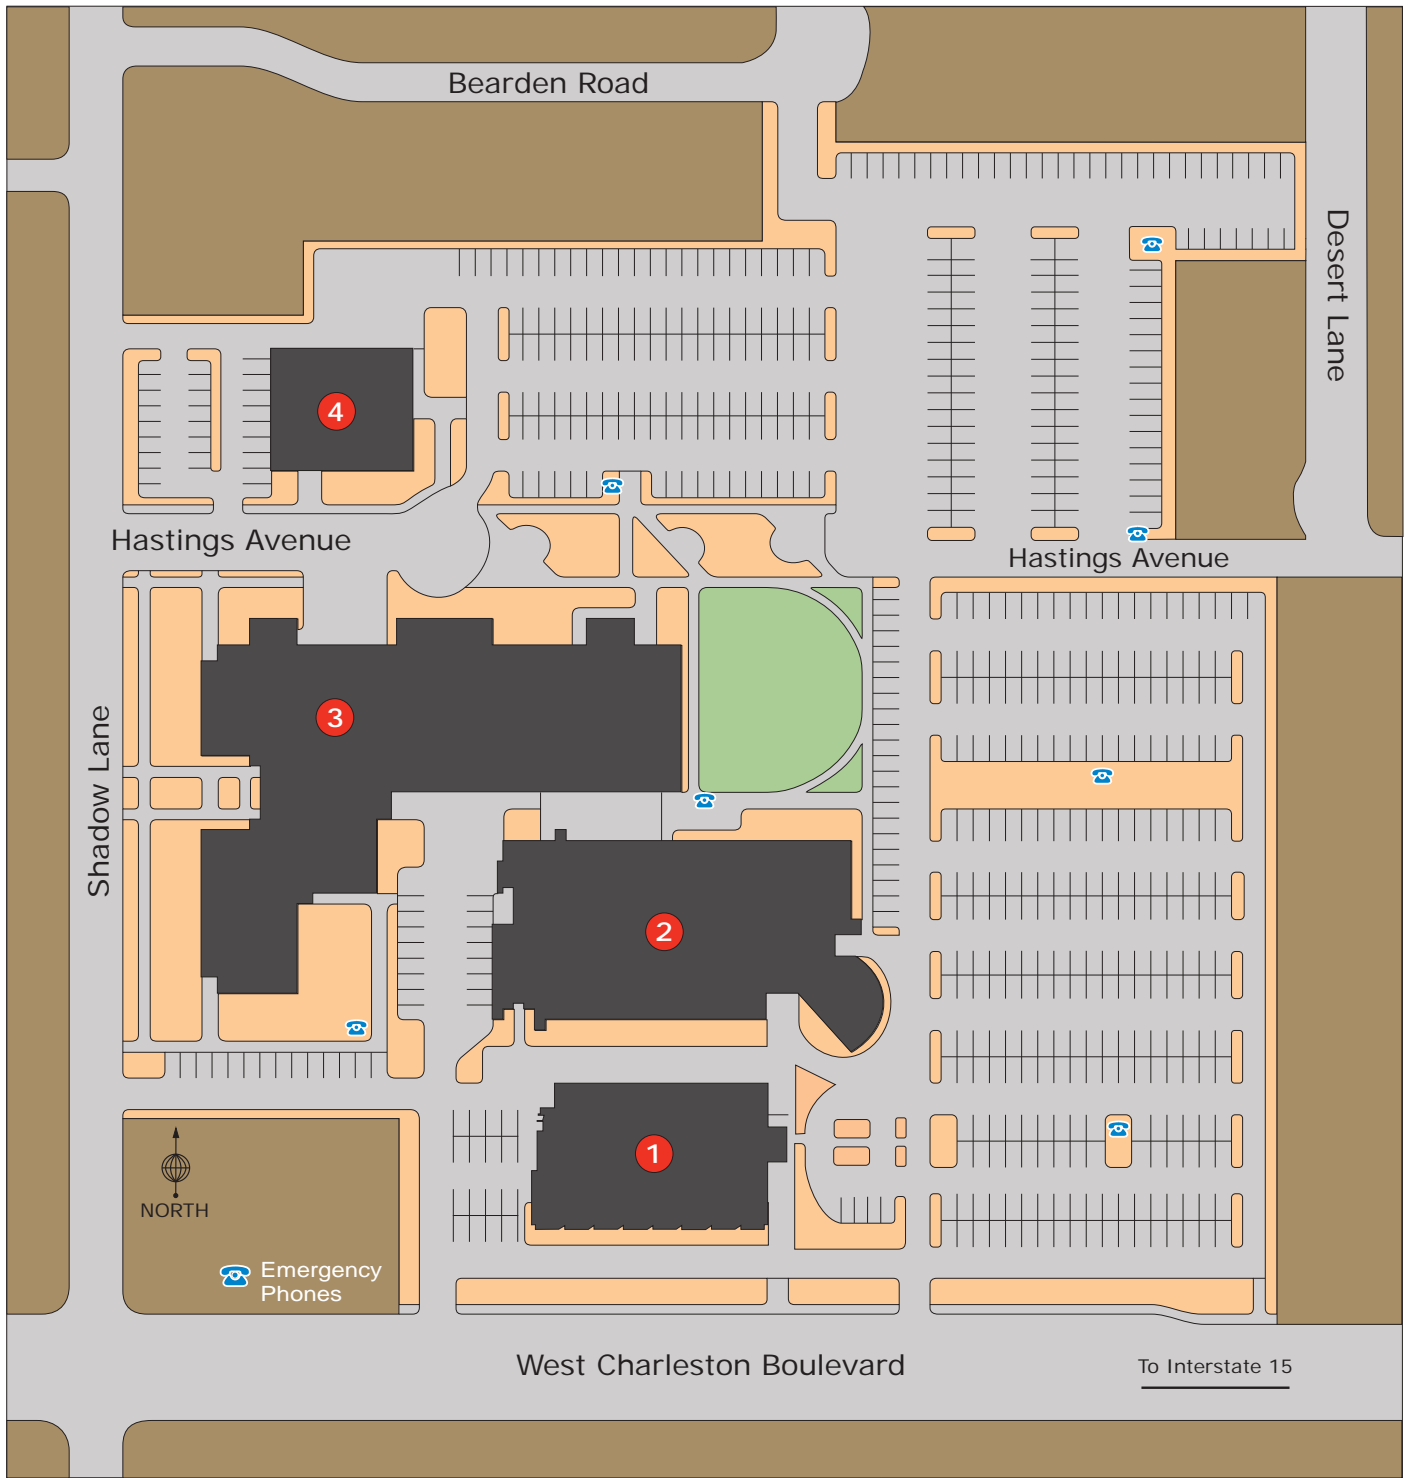 Bearden Road
Desert Lane
4
Hastings Avenue
Hastings Avenue
3
Shadow Lane
2
1
NORTH
Emergency
Phones
West Charleston Boulevard
To Interstate 15